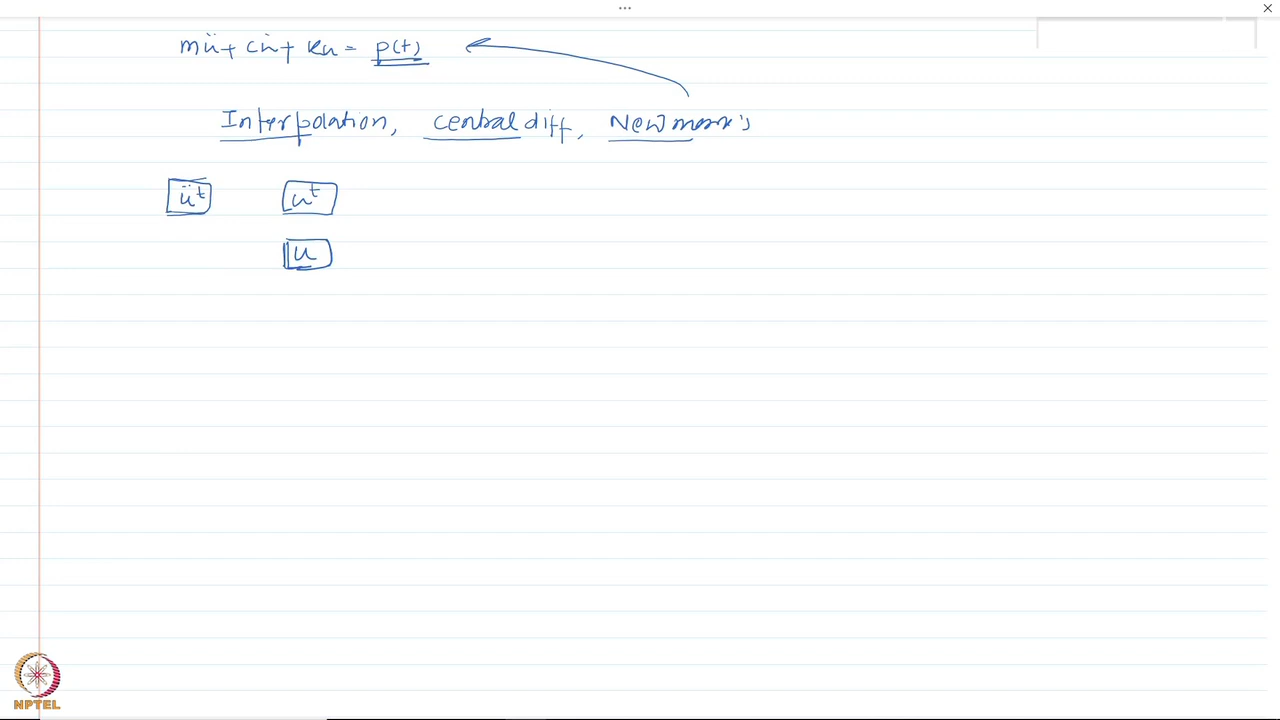 mü + cu̇ + ku = p(t)
Interpolation, central diff, Newmark's
üᵗ uᵗ
u
NPTEL